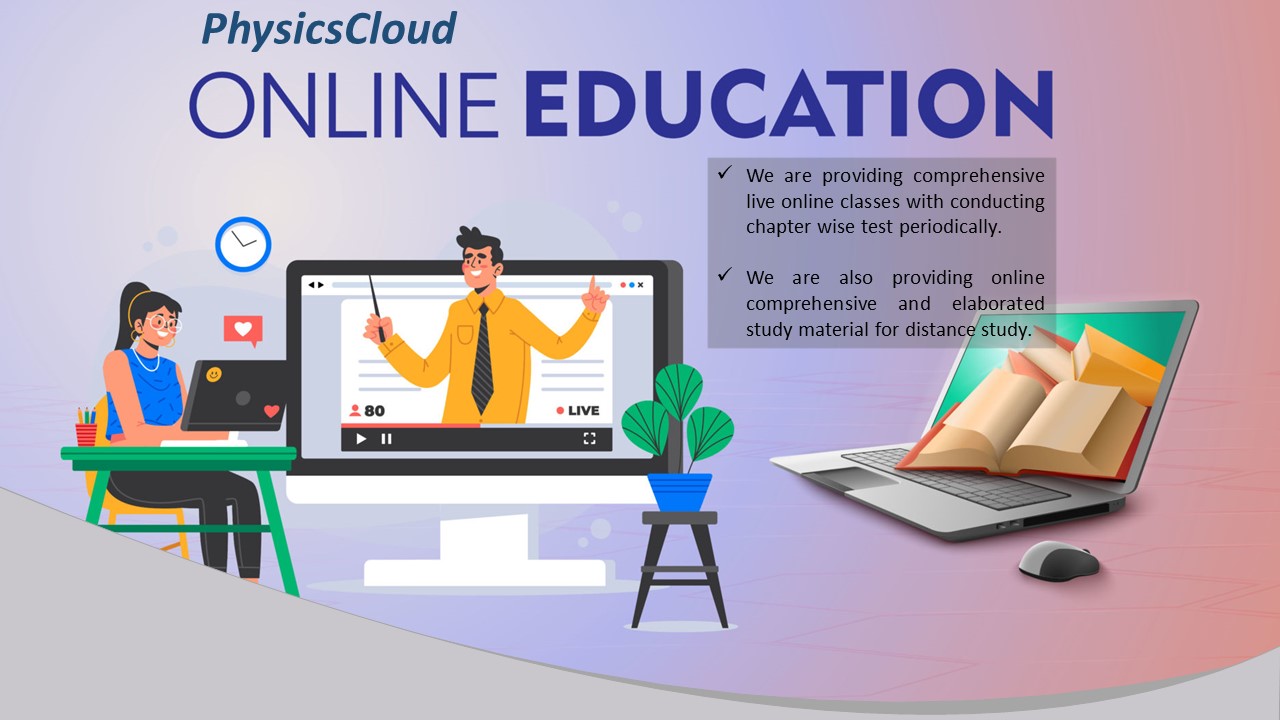 PhysicsCloud
ONLINE EDUCATION
✓ We are providing comprehensive
live online classes with conducting
chapter wise test periodically.
✓ We are also providing online
comprehensive and elaborated
study material for distance study.
80
LIVE